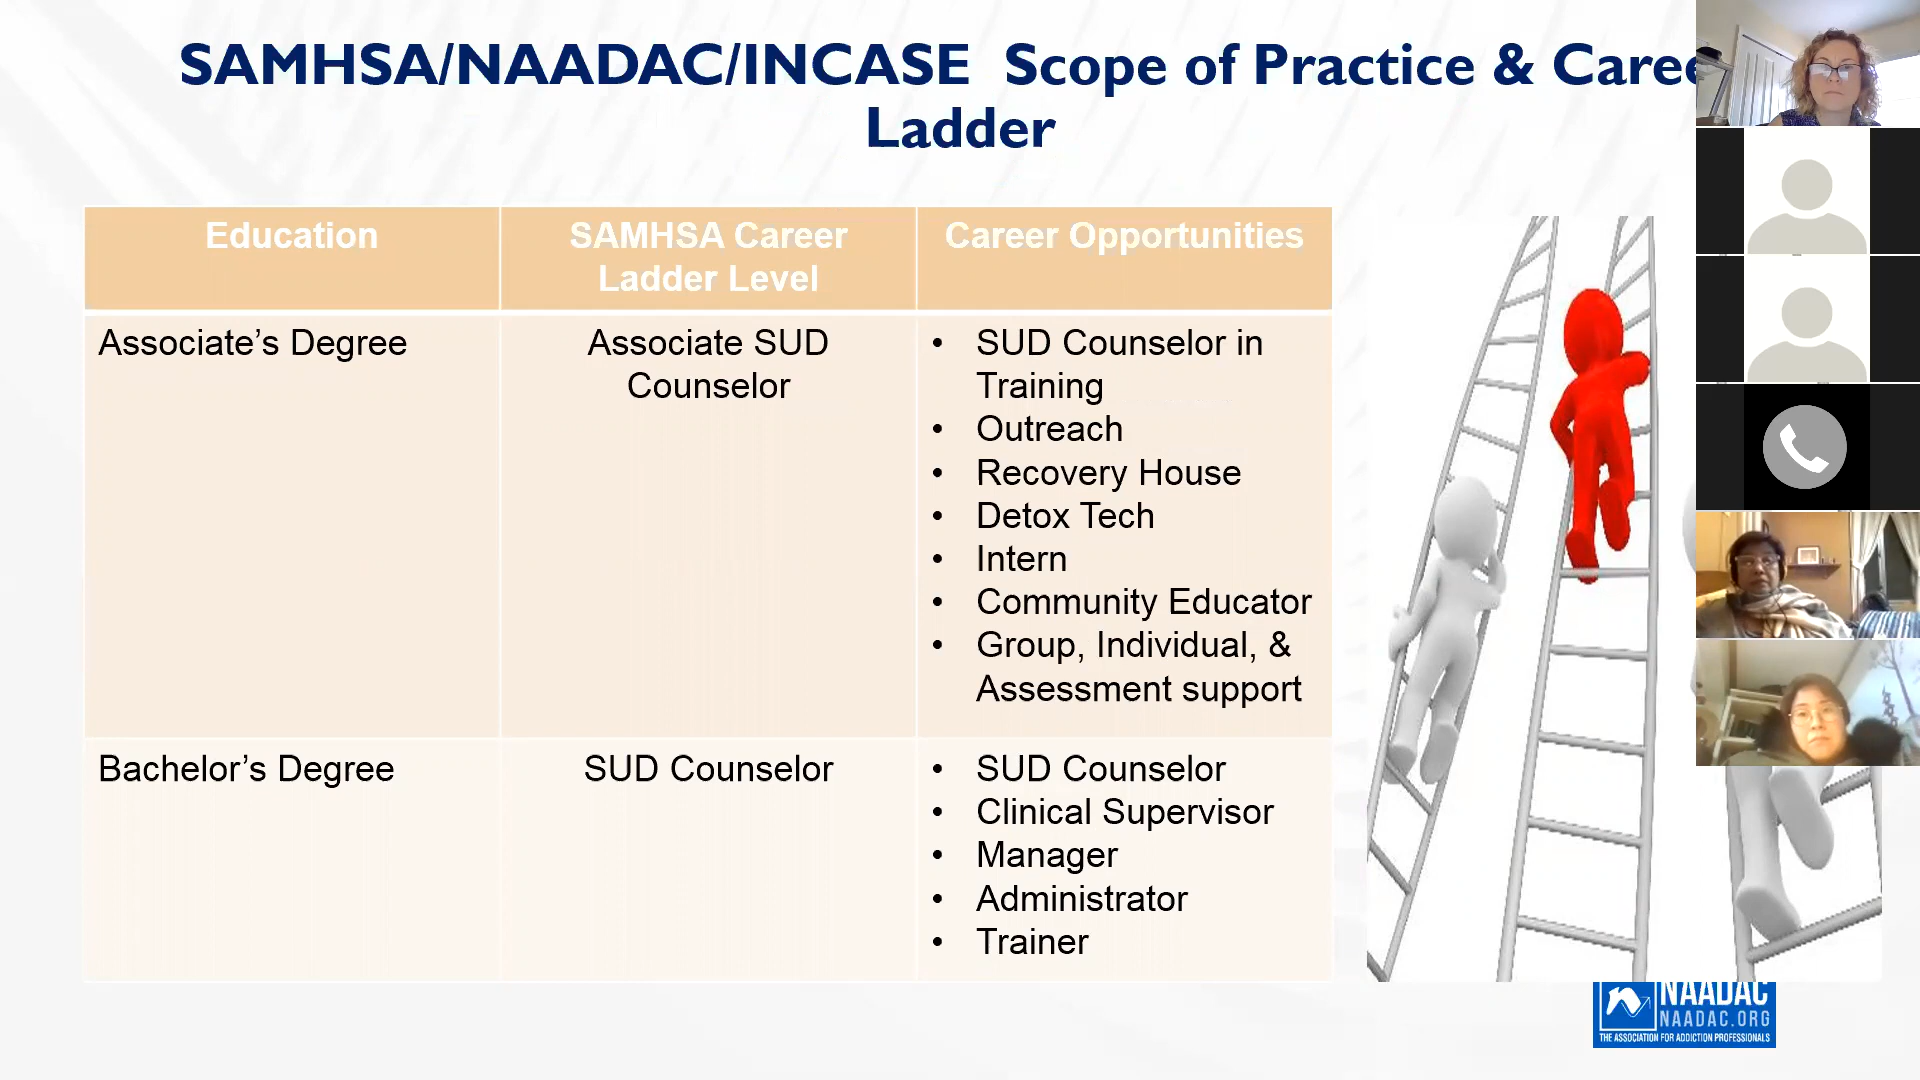 SAMHSA/NAADAC/INCASE Scope of Practice & Caree
Ladder
Education
SAMHSA Career
Ladder Level
Career Opportunities
Associate’s Degree
Associate SUD
Counselor
• SUD Counselor in
Training
• Outreach
• Recovery House
• Detox Tech
• Intern
• Community Educator
• Group, Individual, &
Assessment support
Bachelor’s Degree
SUD Counselor
• SUD Counselor
• Clinical Supervisor
• Manager
• Administrator
• Trainer
NAADAC
NAADAC.ORG
THE ASSOCIATION FOR ADDICTION PROFESSIONALS